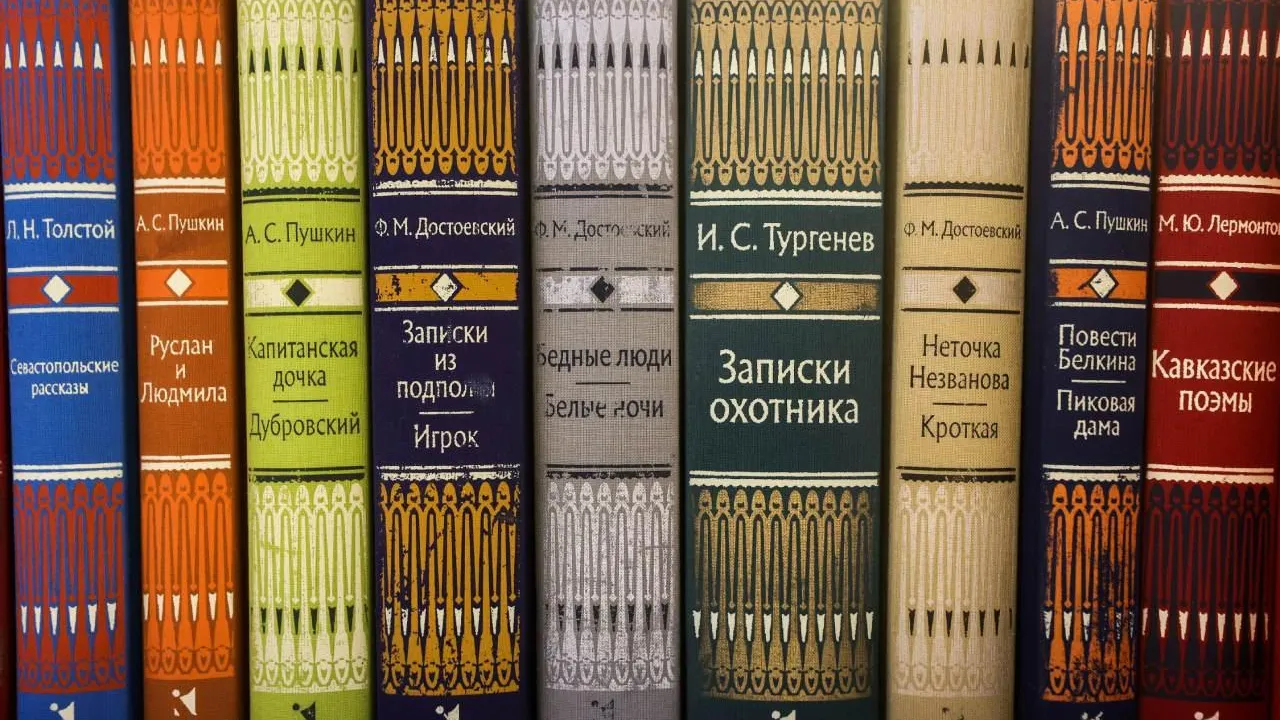 Л. Н. Толстой
Севастопольские
рассказы
А. С. Пушкин
Руслан
и
Людмила
А. С. Пушкин
Капитанская
дочка
Дубровский
Ф. М. Достоевский
Записки
из
Игрок
Ф. М. Достоевский
Бедные люди
Белые ночи
И. С. Тургенев
Записки
охотника
Ф. М. Достоевский
Неточка
Незванова
Кроткая
А. С. Пушкин
Повести
Белкина
Пиковая
дама
М. Ю. Лермонто
Кавказские
поэмы